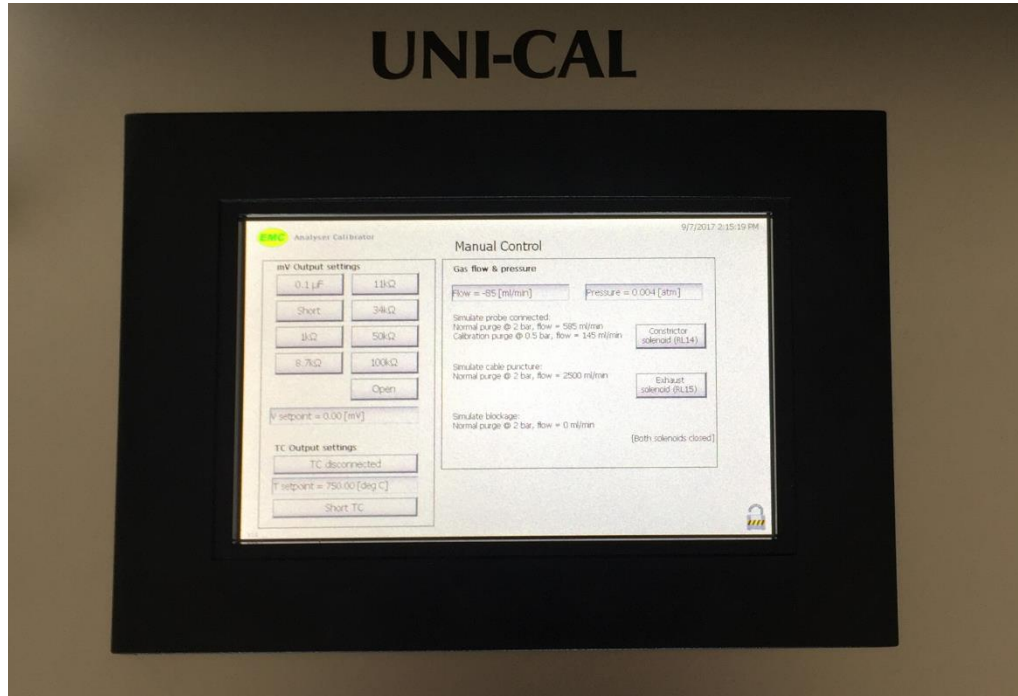 UNI-CAL
EMC Analyser Calibrator
9/7/2017 2:15:19 PM
Manual Control
mV Output settings
0.1 µF
11kΩ
Short
34kΩ
1kΩ
50kΩ
8.7kΩ
100kΩ
Open
V setpoint = 0.00 [mV]
TC Output settings
TC disconnected
T setpoint = 750.00 [deg C]
Short TC
Gas flow & pressure
Flow = -85 [ml/min]
Pressure = 0.004 [atm]
Simulate probe connected:
Normal purge @ 2 bar, flow = 585 ml/min
Calibration purge @ 0.5 bar, flow = 145 ml/min
Constrictor
solenoid (RL14)
Simulate cable puncture:
Normal purge @ 2 bar, flow = 2500 ml/min
Exhaust
solenoid (RL15)
Simulate blockage:
Normal purge @ 2 bar, flow = 0 ml/min
[Both solenoids closed]